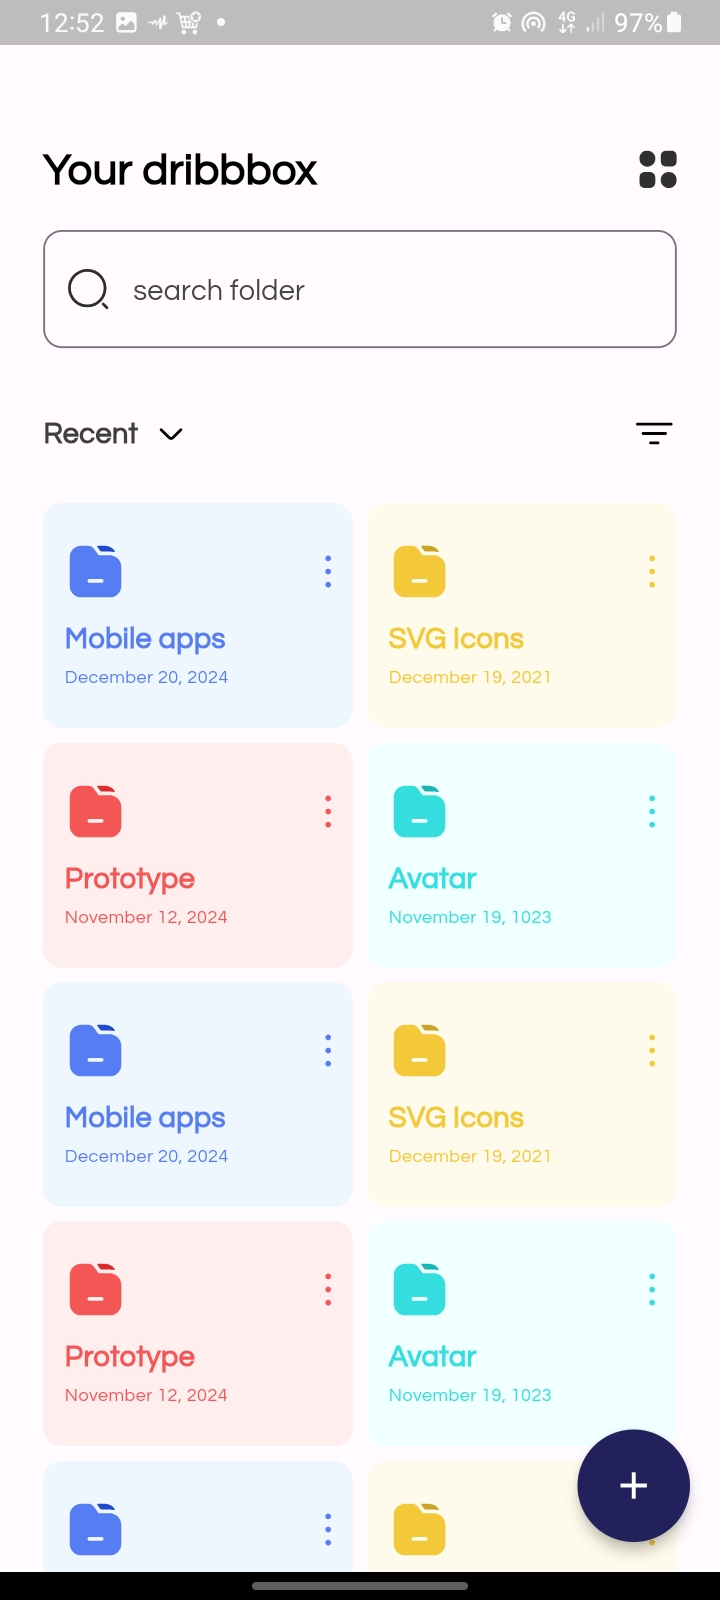 12:52 4G 97%
Your dribbbox
search folder
Recent
Mobile apps SVG Icons
December 20, 2024 December 19, 2021
Prototype Avatar
November 12, 2024 November 19, 1023
Mobile apps SVG Icons
December 20, 2024 December 19, 2021
Prototype Avatar
November 12, 2024 November 19, 1023